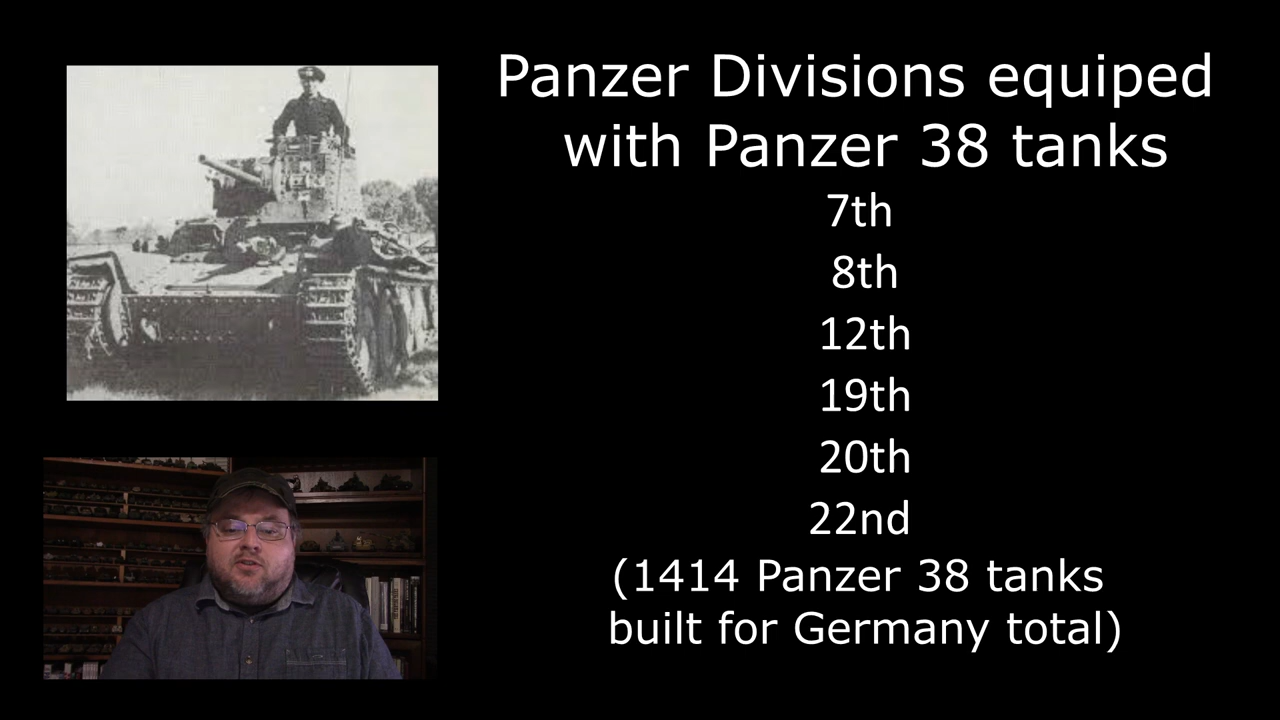 Panzer Divisions equiped
with Panzer 38 tanks
7th
8th
12th
19th
20th
22nd
(1414 Panzer 38 tanks
built for Germany total)